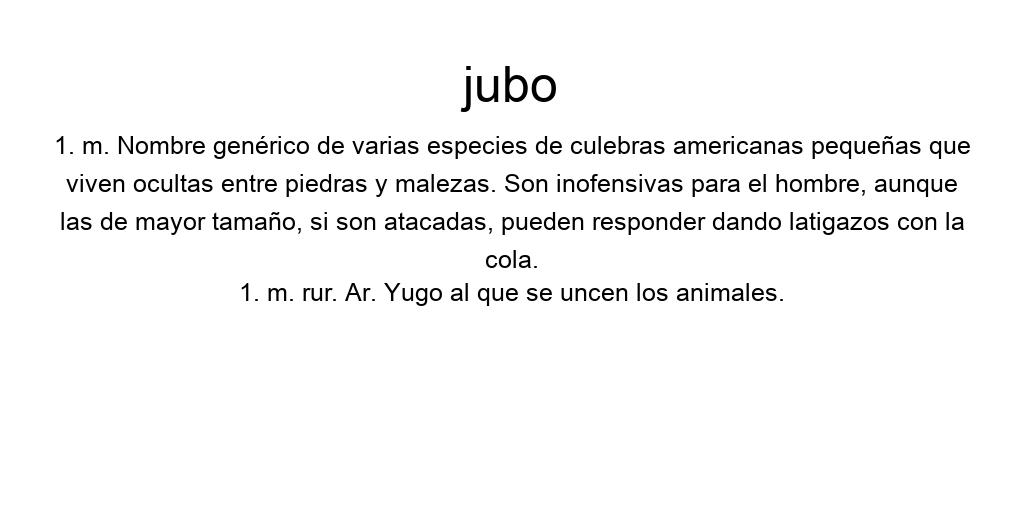 jubo
1. m. Nombre genérico de varias especies de culebras americanas pequeñas que
viven ocultas entre piedras y malezas. Son inofensivas para el hombre, aunque
las de mayor tamaño, si son atacadas, pueden responder dando latigazos con la
cola.
1. m. rur. Ar. Yugo al que se uncen los animales.